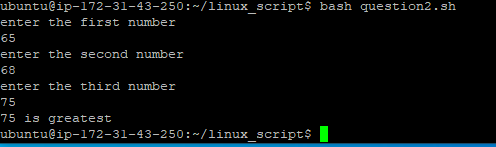 ubuntu@ip-172-31-43-250:~/linux_script$ bash question2.sh
enter the first number
65
enter the second number
68
enter the third number
75
75 is greatest
ubuntu@ip-172-31-43-250:~/linux_script$